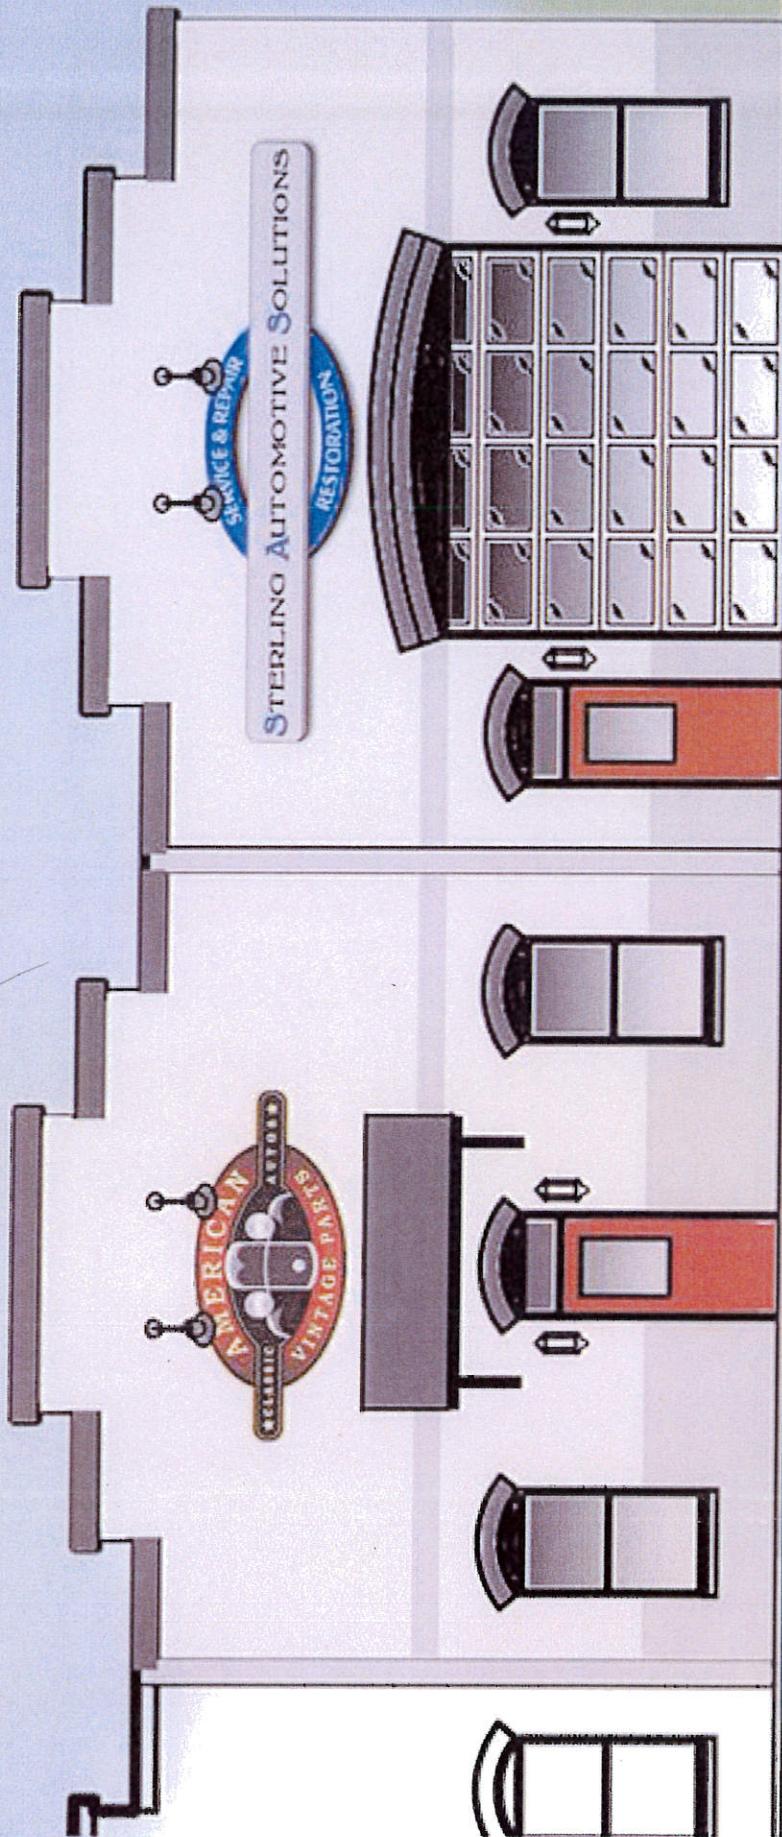 AMERICAN
★CLASSIC AUTOS★
VINTAGE PARTS
SERVICE & REPAIR
STERLING AUTOMOTIVE SOLUTIONS
RESTORATION